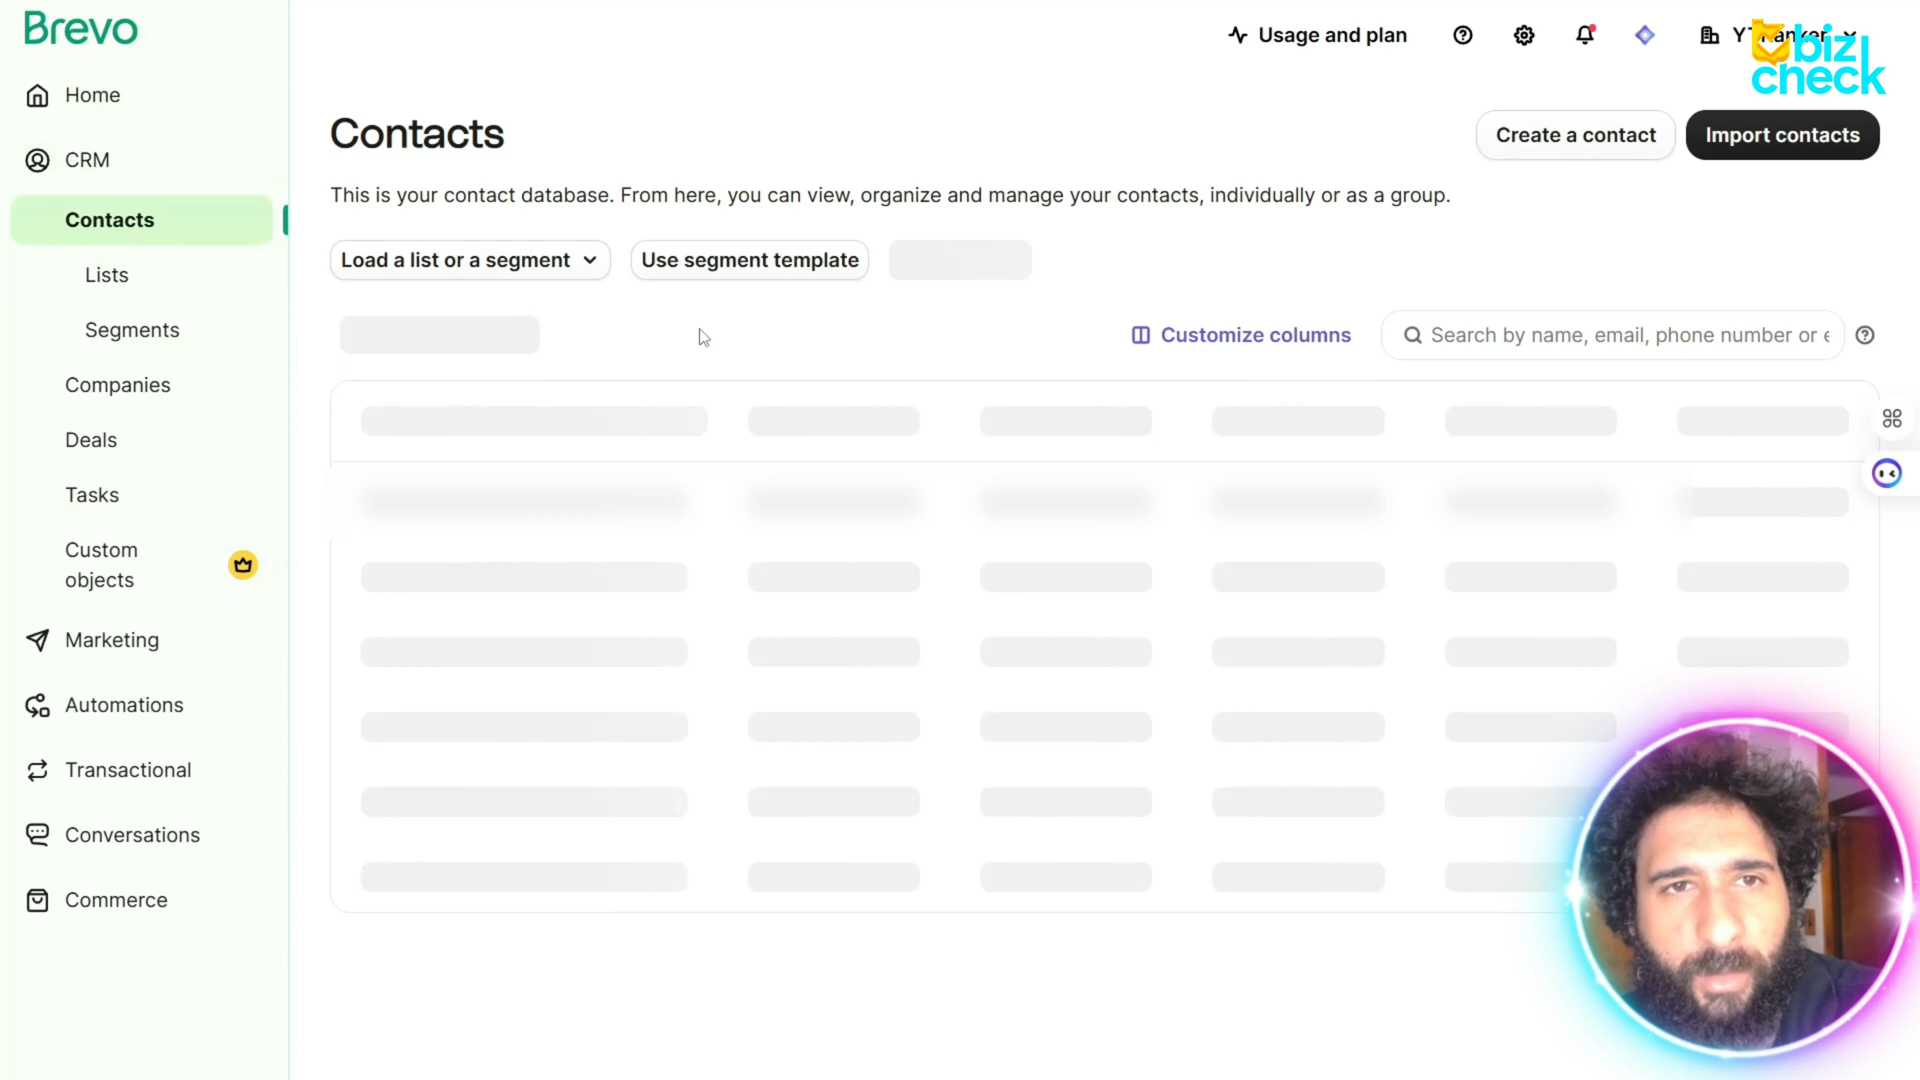 Brevo
Usage and plan
biz
check
Home
CRM
Contacts
Lists
Segments
Companies
Deals
Tasks
Custom
objects
Marketing
Automations
Transactional
Conversations
Commerce
Contacts
Create a contact
Import contacts
This is your contact database. From here, you can view, organize and manage your contacts, individually or as a group.
Load a list or a segment
Use segment template
Customize columns
Search by name, email, phone number or e